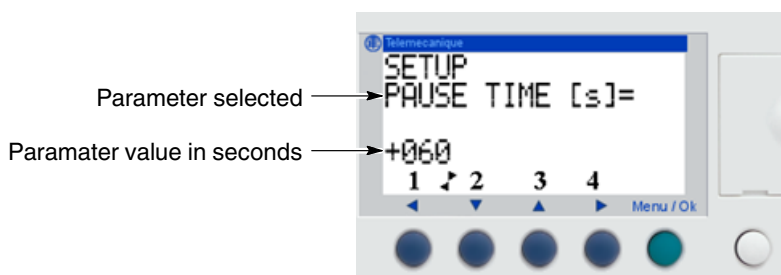 Telemecanique
SETUP
Parameter selected
PAUSE TIME [s]=
Paramater value in seconds
+060
1 2 3 4
Menu / Ok